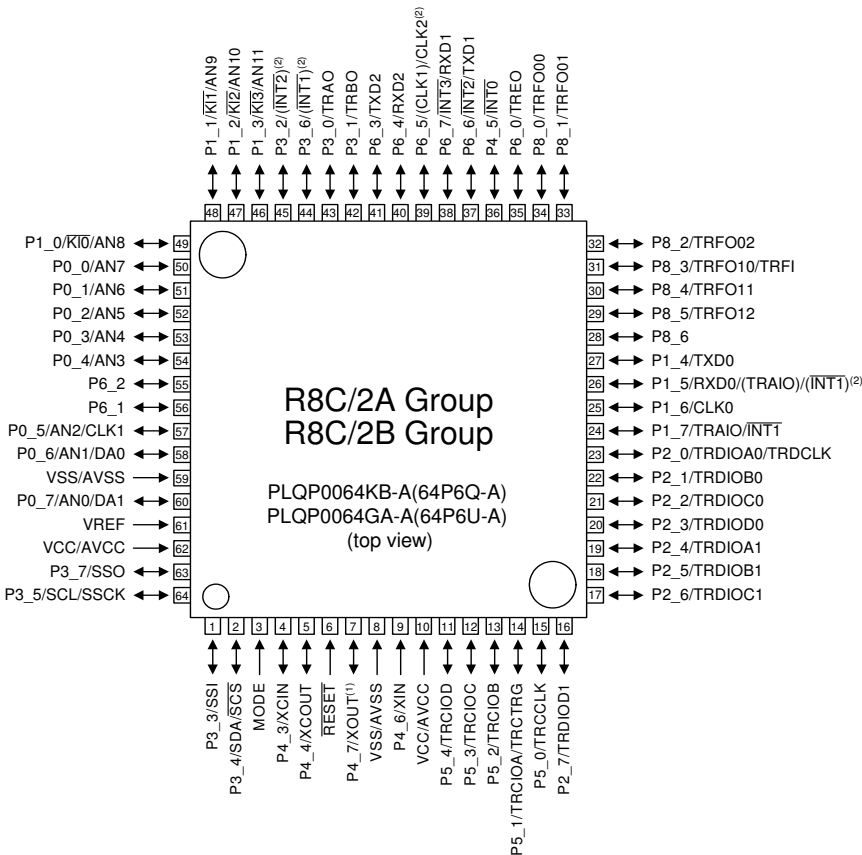 P1_1/KI1/AN9
P1_2/KI2/AN10
P1_3/KI3/AN11
P3_2/(INT2)(2)
P3_6/(INT1)(2)
P3_0/TRAO
P3_1/TRBO
P6_3/TXD2
P6_4/RXD2
P6_5/(CLK1)/CLK2(2)
P6_7/INT3/RXD1
P6_6/INT2/TXD1
P4_5/INT0
P6_0/TREO
P8_0/TRFO00
P8_1/TRFO01
48 47 46 45 44 43 42 41 40 39 38 37 36 35 34 33
P1_0/KI0/AN8 49
P0_0/AN7 50
P0_1/AN6 51
P0_2/AN5 52
P0_3/AN4 53
P0_4/AN3 54
P6_2 55
P6_1 56
P0_5/AN2/CLK1 57
P0_6/AN1/DA0 58
VSS/AVSS 59
P0_7/AN0/DA1 60
VREF 61
VCC/AVCC 62
P3_7/SSO 63
P3_5/SCL/SSCK 64
R8C/2A Group
R8C/2B Group
PLQP0064KB-A(64P6Q-A)
PLQP0064GA-A(64P6U-A)
(top view)
32 P8_2/TRFO02
31 P8_3/TRFO10/TRFI
30 P8_4/TRFO11
29 P8_5/TRFO12
28 P8_6
27 P1_4/TXD0
26 P1_5/RXD0/(TRAIO)/(INT1)(2)
25 P1_6/CLK0
24 P1_7/TRAIO/INT1
23 P2_0/TRDIOA0/TRDCLK
22 P2_1/TRDIOB0
21 P2_2/TRDIOC0
20 P2_3/TRDIOD0
19 P2_4/TRDIOA1
18 P2_5/TRDIOB1
17 P2_6/TRDIOC1
1 2 3 4 5 6 7 8 9 10 11 12 13 14 15 16
P3_3/SSI
P3_4/SDA/SCS
MODE
P4_3/XCIN
P4_4/XCOUT
RESET
P4_7/XOUT(1)
VSS/AVSS
P4_6/XIN
VCC/AVCC
P5_4/TRCIOD
P5_3/TRCIOC
P5_2/TRCIOB
P5_1/TRCIOA/TRCTRG
P5_0/TRCCLK
P2_7/TRDIOD1